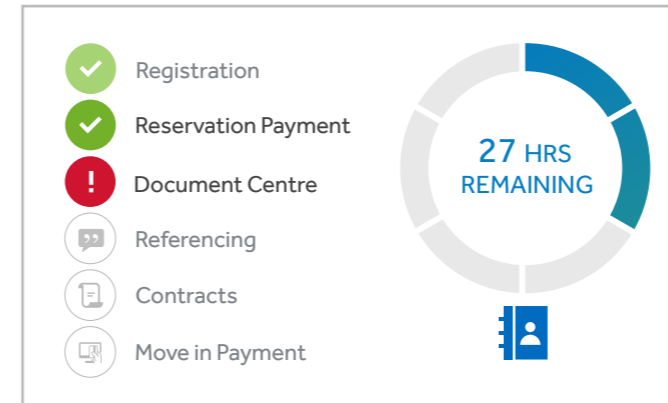 Registration
Reservation Payment
Document Centre
Referencing
Contracts
Move in Payment
27 HRS
REMAINING